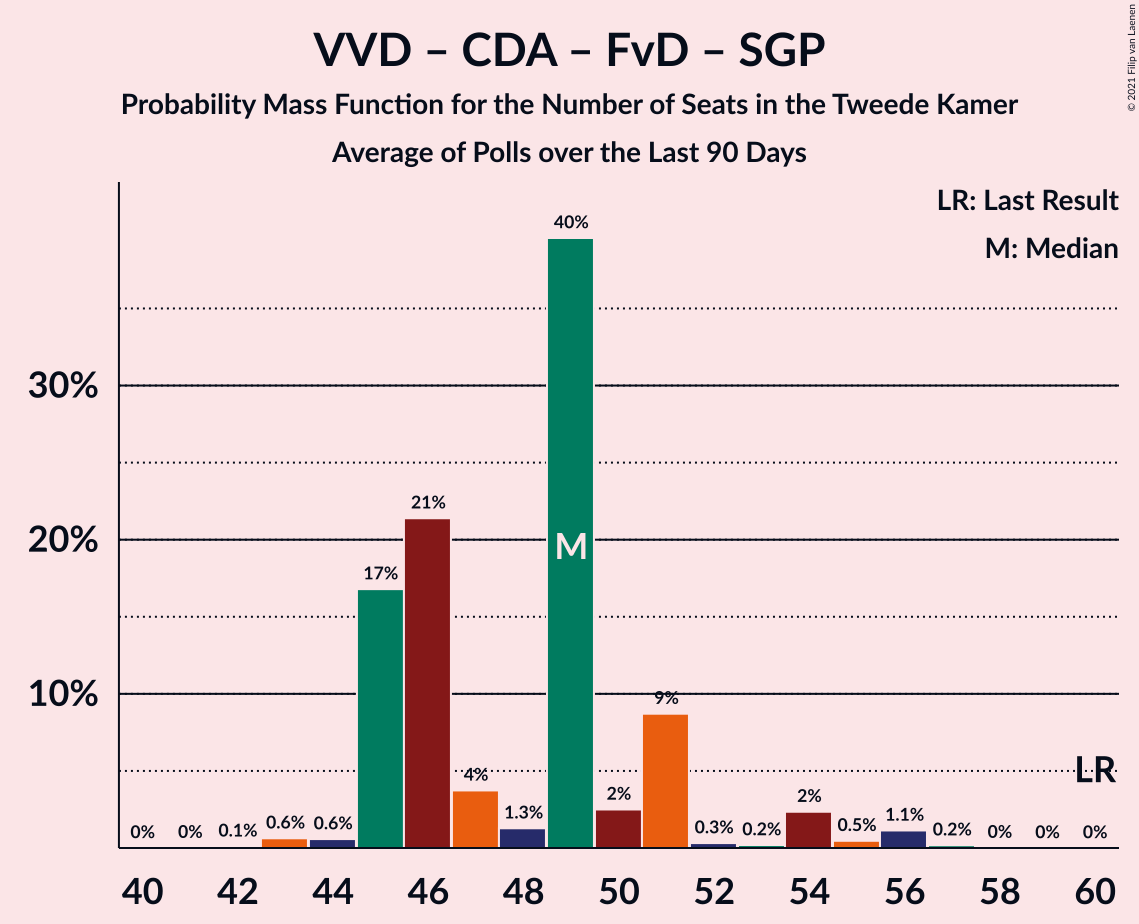 VVD – CDA – FvD – SGP
Probability Mass Function for the Number of Seats in the Tweede Kamer
Average of Polls over the Last 90 Days
© 2021 Filip van Laenen
LR: Last Result
M: Median
40%
30%
21%
20%
M
17%
10%
9%
LR
4%
2%
2%
1.3%
1.1%
0% 0% 0.1% 0.6% 0.6% 0.3% 0.2% 0.5% 0.2% 0% 0% 0%
40 42 44 46 48 50 52 54 56 58 60